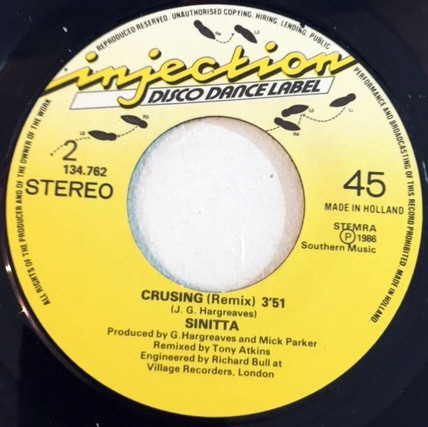 REPRODUCED RESERVED. UNAUTHORISED COPYING, HIRING, LENDING, PUBLIC
PERFORMANCE AND BROADCASTING OF THIS RECORD PROHIBITED. MADE IN HOLLAND
ALL RIGHTS OF THE PRODUCER AND OF THE OWNER OF THE WORK
injection
DISCO DANCE LABEL
2
134.762
STEREO
45
MADE IN HOLLAND
STEMRA
Ⓟ 1986
Southern Music
CRUSING (Remix) 3'51
(J. G. Hargreaves)
SINITTA
Produced by G. Hargreaves and Mick Parker
Remixed by Tony Atkins
Engineered by Richard Bull at
Village Recorders, London